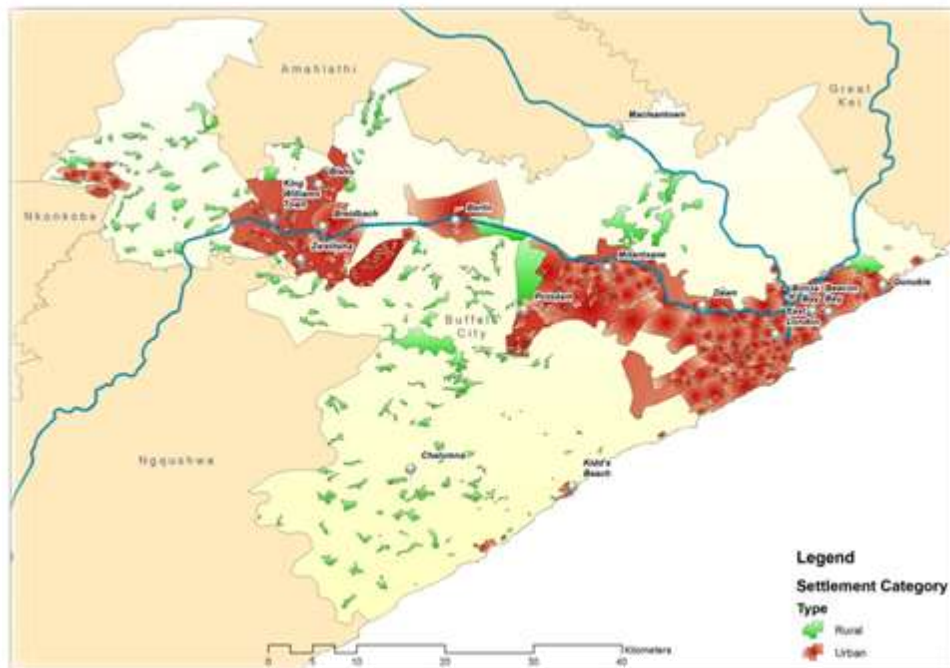 Amahlathi
Great
Kei
Macleantown
Bisho
King
Williams
Town
Breidbach
Zwelitsha
Berlin
Nkonkobe
Mdantsane
Gonubie
Beacon
Bay
East
London
Potsdam
Buffalo
City
Ngqushwa
Chalumna
Kidd's
Beach
Legend
Settlement Category
Type
Rural
Urban
Kilometers
0 5 10 20 30 40